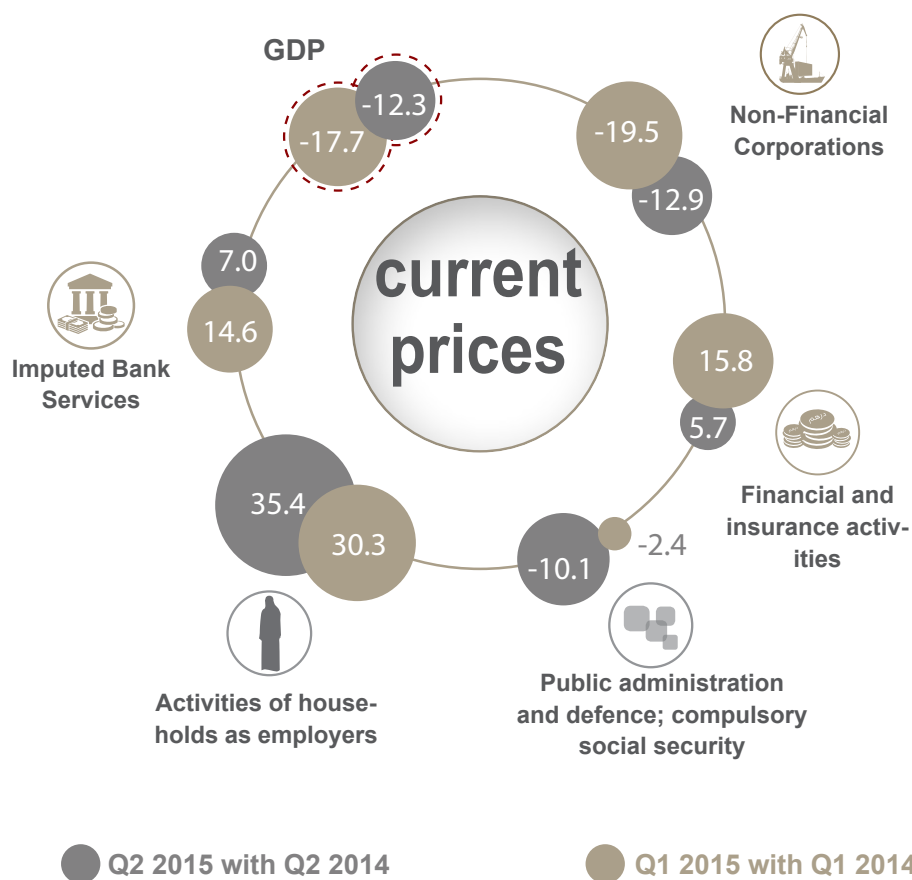 GDP
-12.3
-17.7
-19.5
-12.9
Non-Financial
Corporations
7.0
14.6
Imputed Bank
Services
current
prices
15.8
5.7
Financial and
insurance activ-
ities
35.4
30.3
-10.1
-2.4
Activities of house-
holds as employers
Public administration
and defence; compulsory
social security
Q2 2015 with Q2 2014
Q1 2015 with Q1 2014